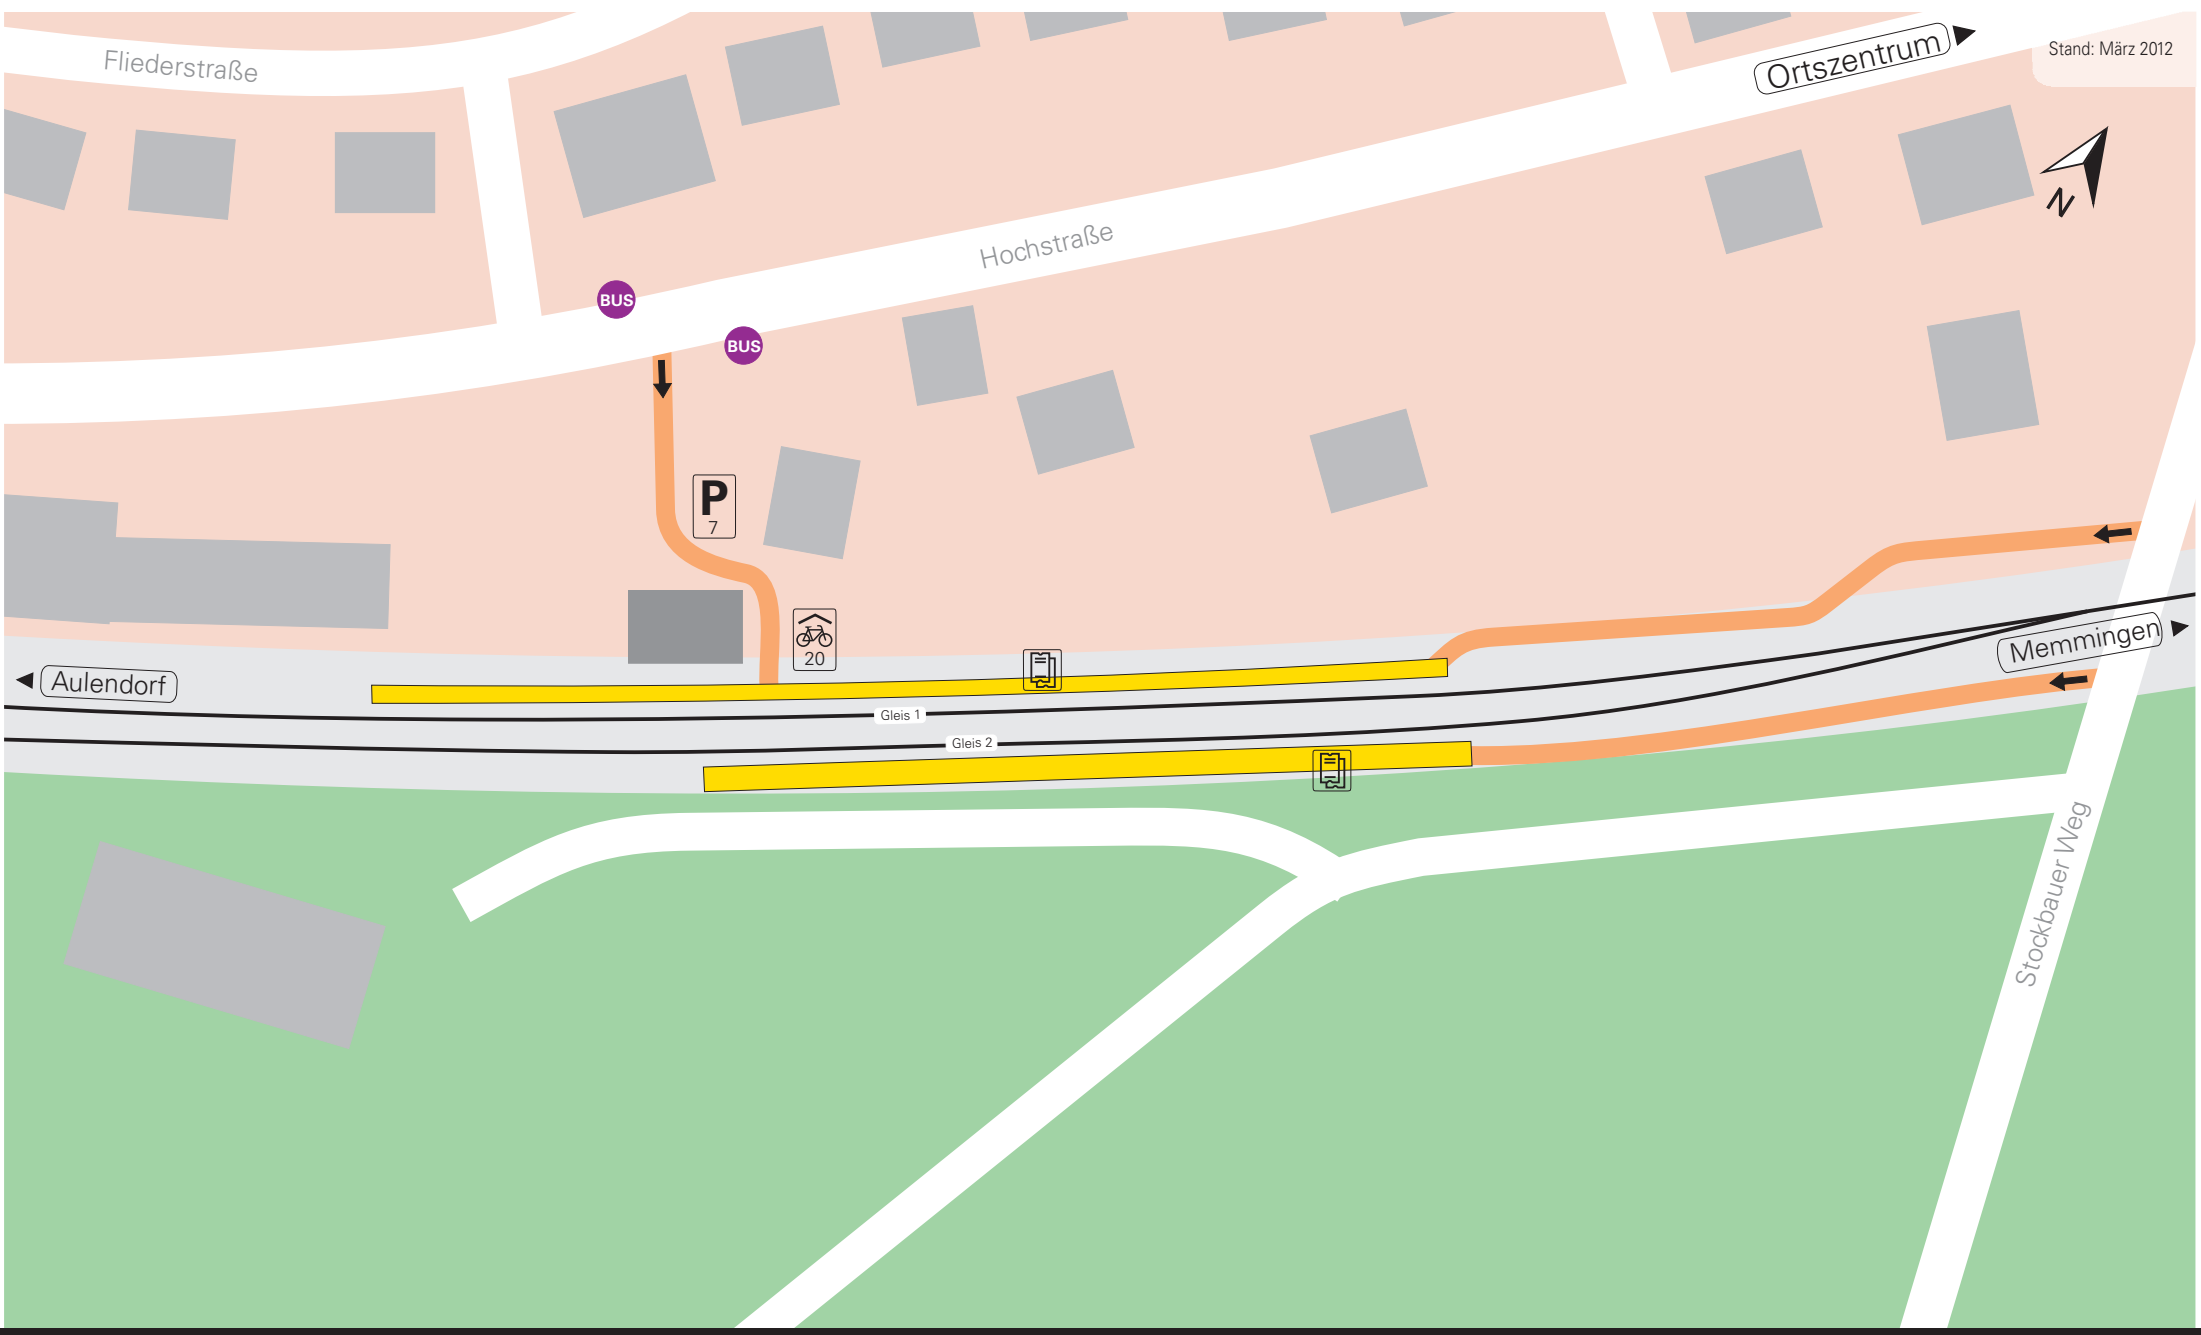 Fliederstraße
Ortszentrum
Stand: März 2012
N
Hochstraße
BUS
BUS
P
7
20
Memmingen
Aulendorf
Gleis 1
Gleis 2
Stockbauer Weg